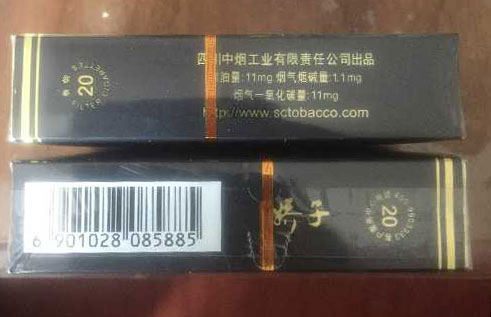 四川中烟工业有限责任公司出品
焦油量:11mg 烟气烟碱量:1.1mg
烟气一氧化碳量:11mg
http://www.sctobacco.com
20
6 901028 085885
娇子
20